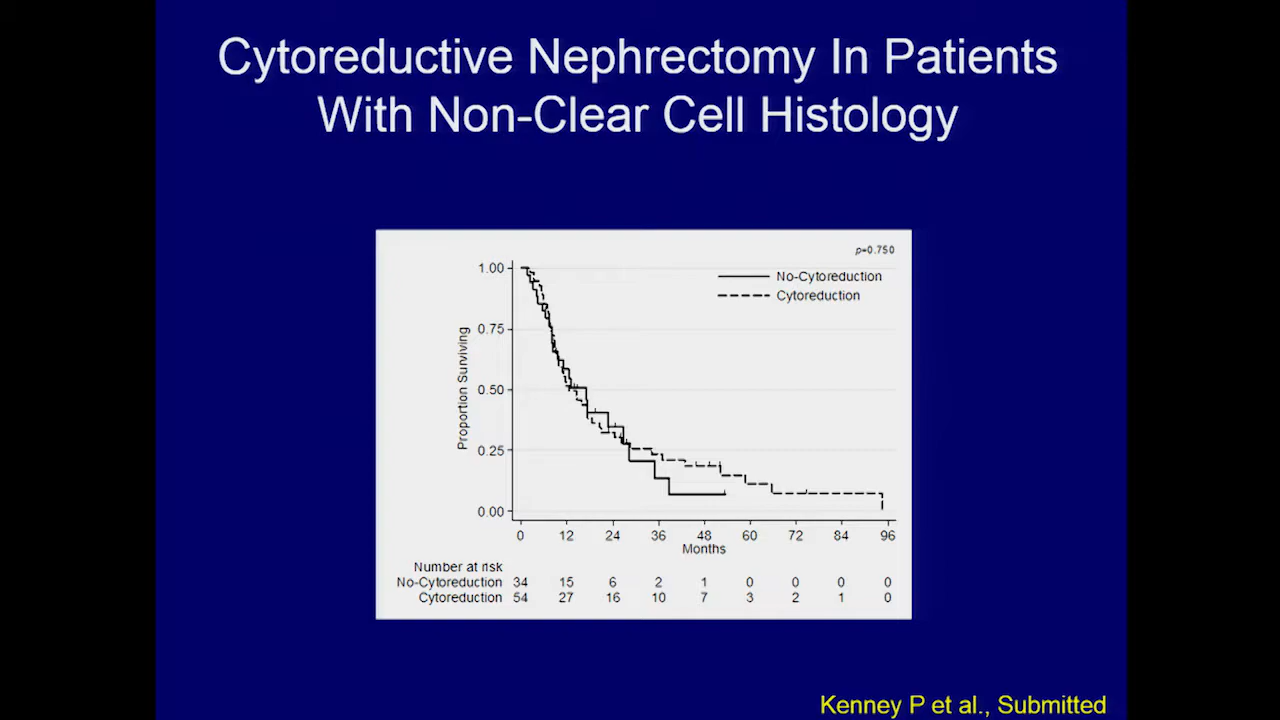 Cytoreductive Nephrectomy In Patients
With Non-Clear Cell Histology
p=0.750
No-Cytoreduction
Cytoreduction
1.00
0.75
0.50
0.25
0.00
Proportion Surviving
0 12 24 36 48 60 72 84 96
Months
Number at risk
No-Cytoreduction 34 15 6 2 1 0 0 0 0
Cytoreduction 54 27 16 10 7 3 2 1 0
Kenney P et al., Submitted